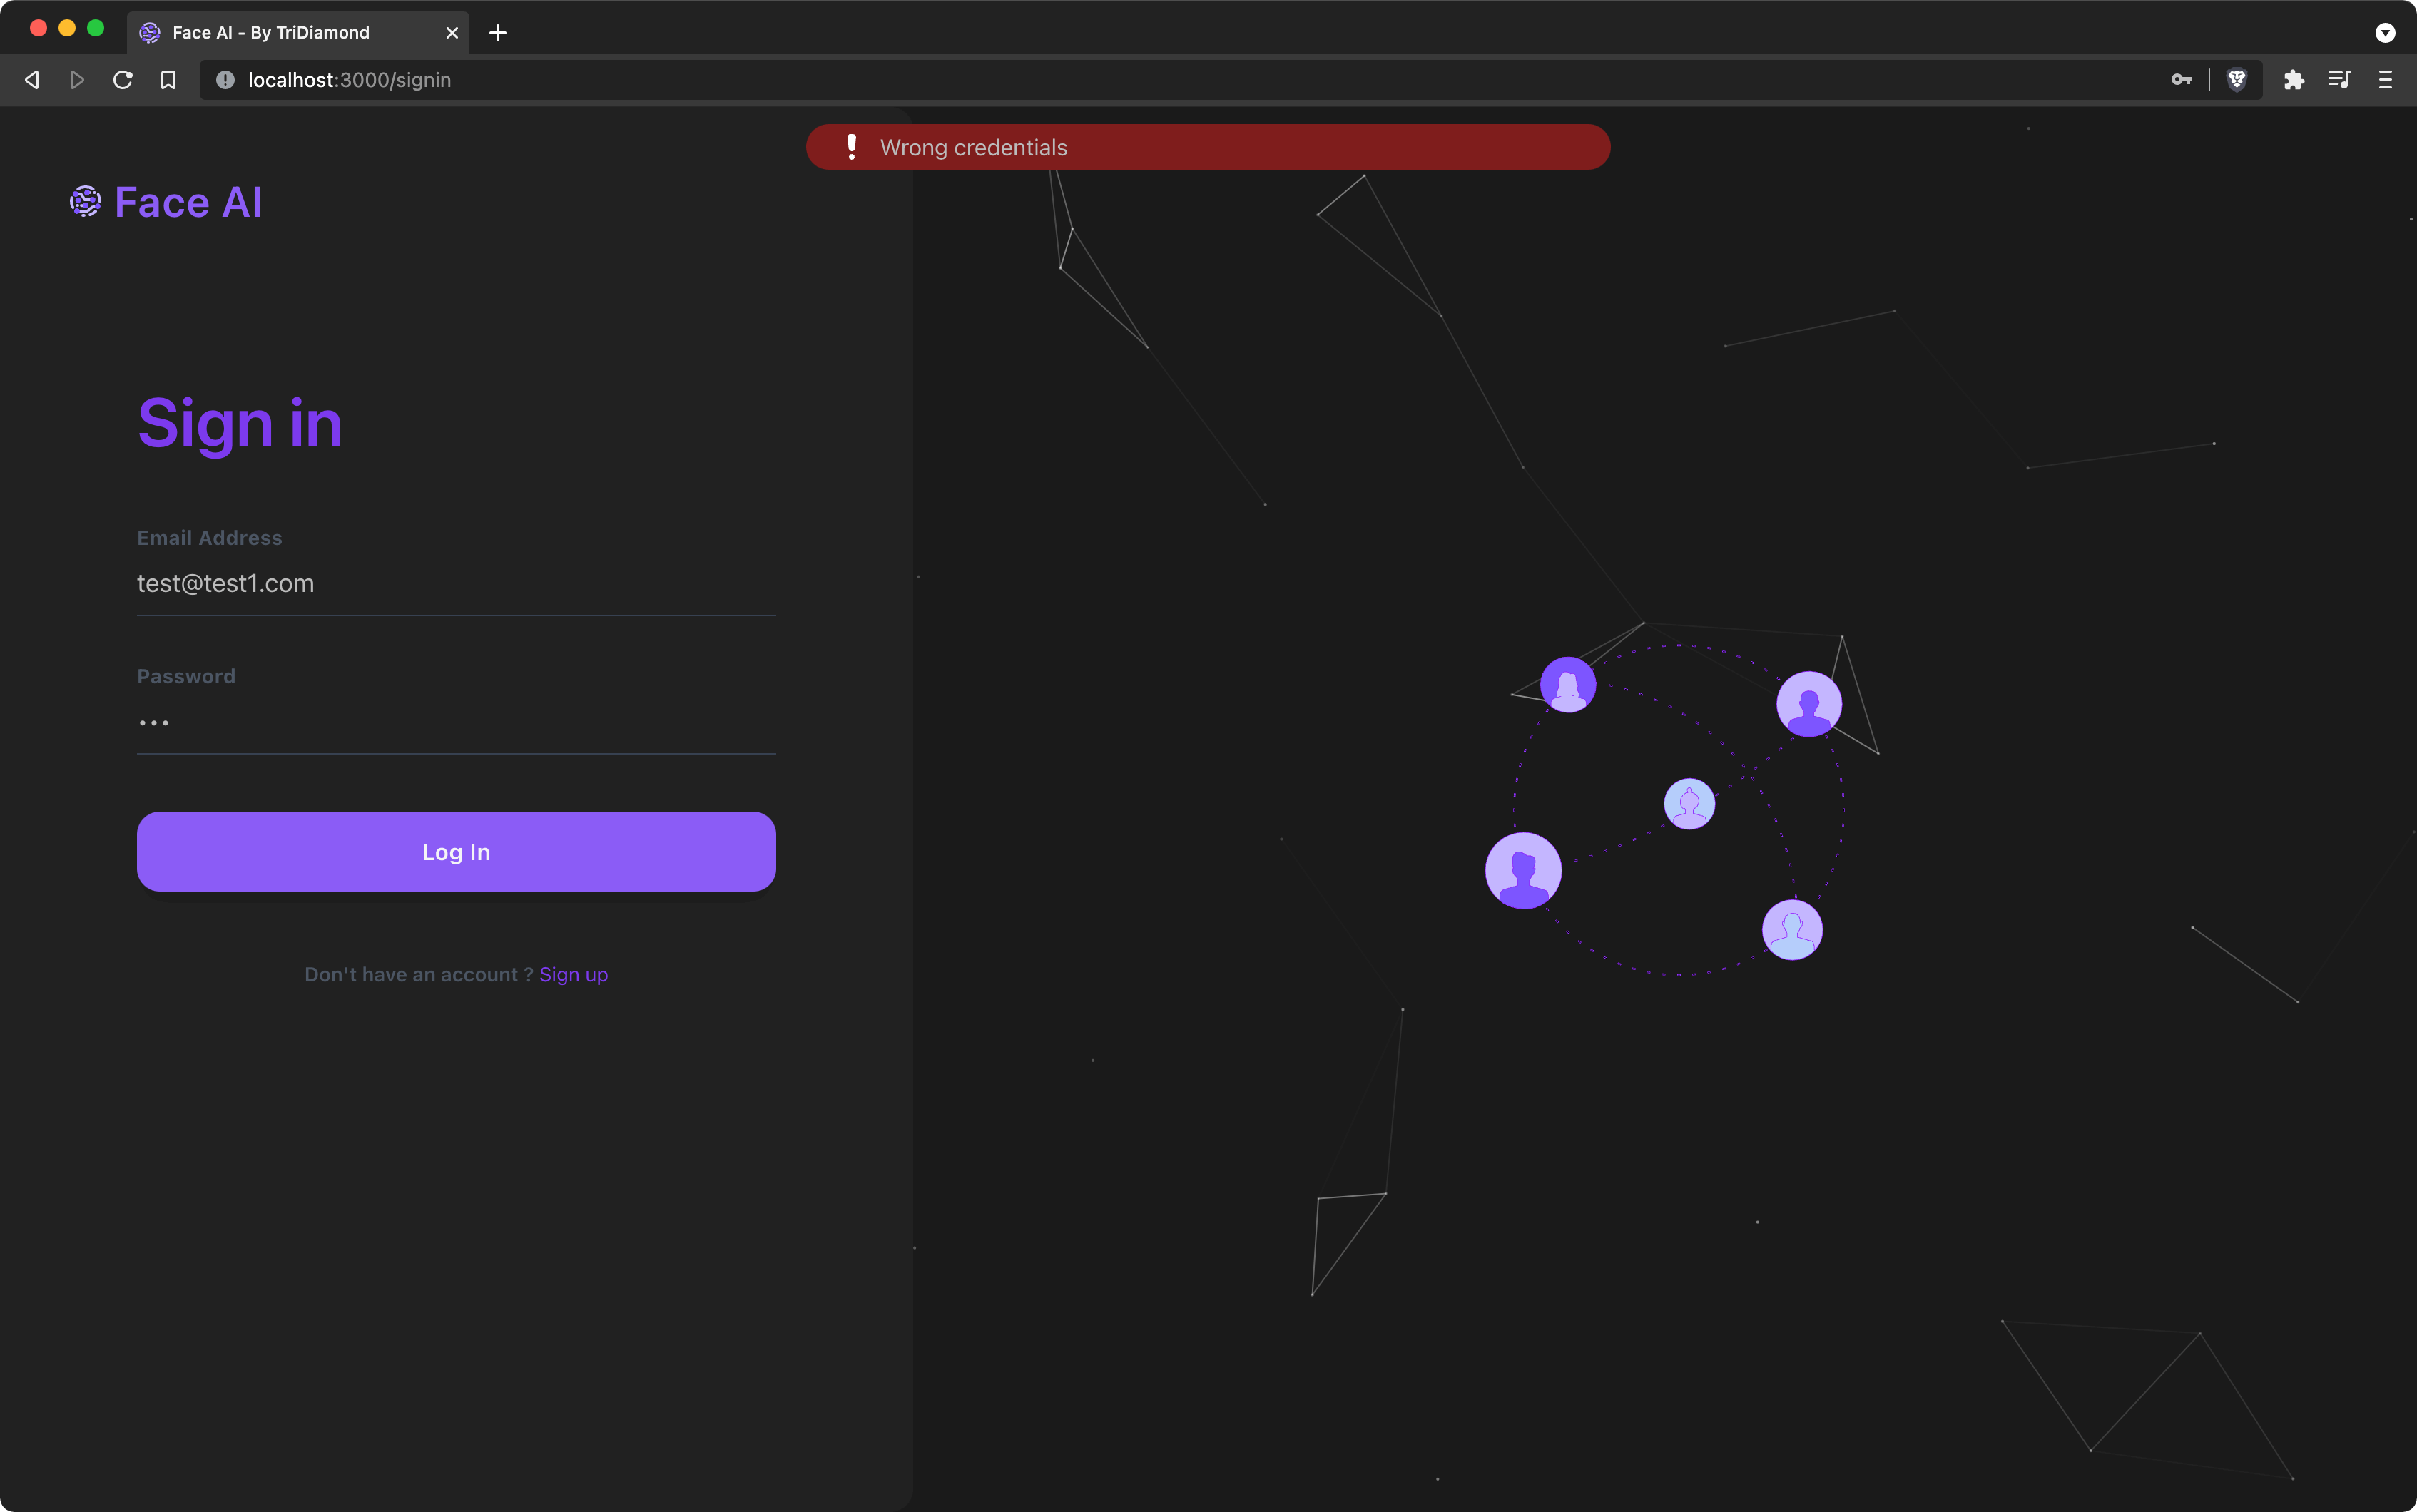 Face AI - By TriDiamond
localhost:3000/signin
Wrong credentials
Face AI
Sign in
Email Address
test@test1.com
Password
•••
Log In
Don't have an account ? Sign up